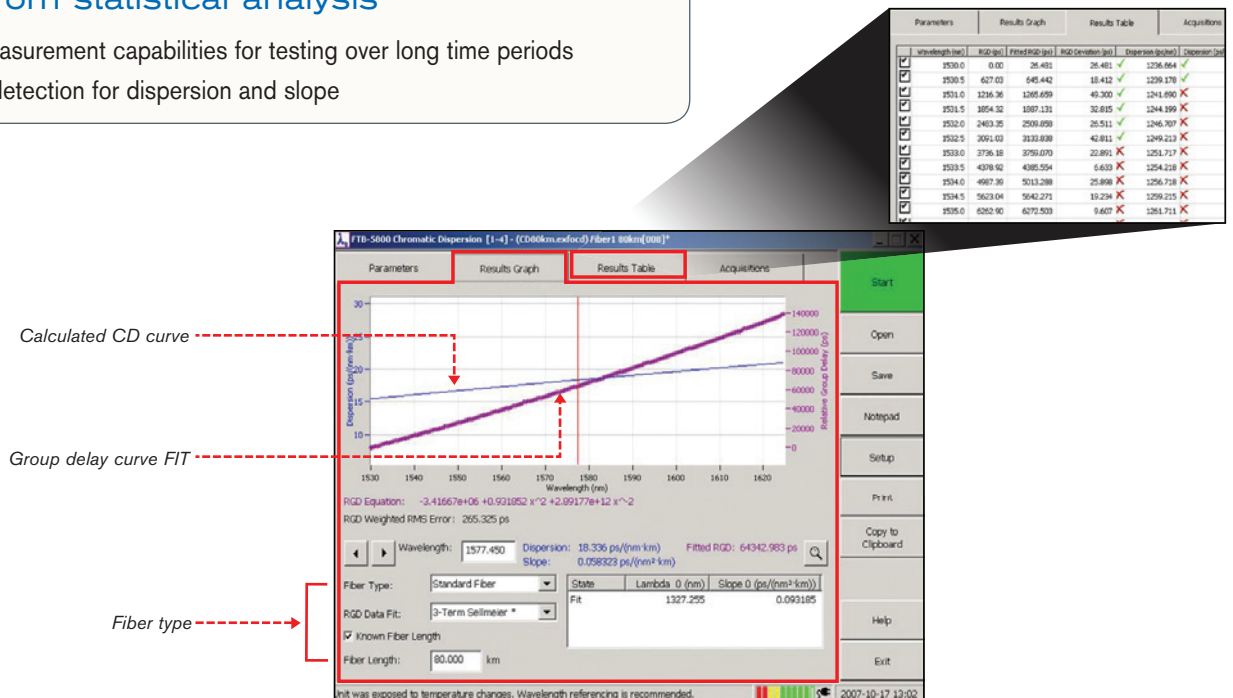 from statistical analysis
asurement capabilities for testing over long time periods
detection for dispersion and slope
Parameters Results Graph Results Table Acquisitions
Wavelength (nm) RGD (ps) Fitted RGD (ps) RGD Deviation (ps) Dispersion (ps/nm) Dispersion (ps/
1530.0 0.00 26.481 26.481 1236.664
1530.5 627.03 645.442 18.412 1239.178
1531.0 1216.36 1265.659 49.300 1241.690
1531.5 1854.32 1887.131 32.815 1244.199
1532.0 2483.35 2509.858 26.511 1246.707
1532.5 3091.03 3133.838 42.811 1249.213
1533.0 3736.18 3759.070 22.891 1251.717
1533.5 4378.92 4385.554 6.633 1254.218
1534.0 4987.39 5013.288 25.898 1256.718
1534.5 5623.04 5642.271 19.234 1259.215
1535.0 6262.90 6272.503 9.607 1261.711
FTB-5800 Chromatic Dispersion [1-4] - (CD80km.exfocd) Fiber1 80km[008]*
Parameters Results Graph Results Table Acquisitions
Start
Open
Save
Notepad
Setup
Print
Copy to
Clipboard
Help
Exit
Calculated CD curve
Group delay curve FIT
Dispersion (ps/(nm·km))
30
25
20
15
10
140000
120000
100000
80000
60000
40000
20000
0
Relative Group Delay (ps)
1530 1540 1550 1560 1570 1580 1590 1600 1610 1620
Wavelength (nm)
RGD Equation: -3.41667e+06 +0.931852 x^2 +2.89177e+12 x^-2
RGD Weighted RMS Error: 265.325 ps
Wavelength: 1577.450 Dispersion: 18.336 ps/(nm·km) Fitted RGD: 64342.983 ps
Slope: 0.058323 ps/(nm²·km)
Fiber type
Fiber Type: Standard Fiber
RGD Data Fit: 3-Term Sellmeier *
Known Fiber Length
Fiber Length: 80.000 km
State Lambda 0 (nm) Slope 0 (ps/(nm²·km))
Fit 1327.255 0.093185
Unit was exposed to temperature changes. Wavelength referencing is recommended. 2007-10-17 13:02